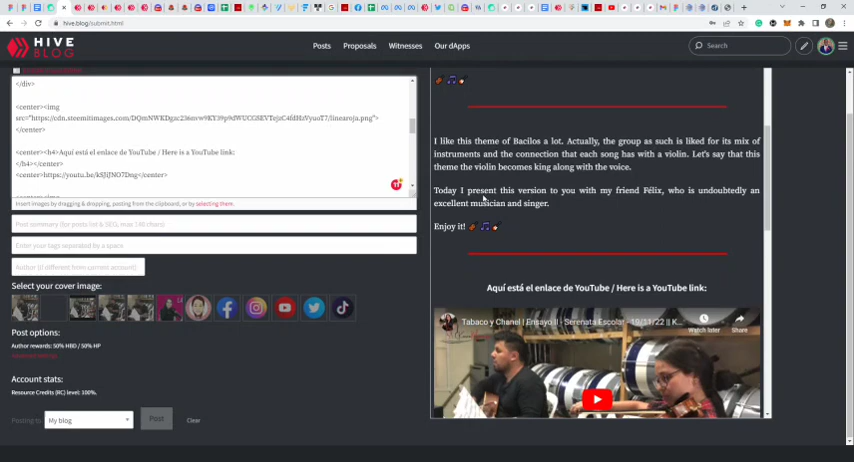 hive.blog/submit.html
HIVE
BLOG
Posts
Proposals
Witnesses
Our dApps
Search
</div>
<center><img
src="https://cdn.steemitimages.com/
linearoja.png">
</center>
<center><h4>Aquí está el enlace de YouTube / Here is a YouTube link:
</h4></center>
<center>https://youtu.be/kSJiJNO7Dng</center>
Insert images by dragging & dropping, pasting from the clipboard, or by selecting them.
Post summary (for posts list & SEO, max 140 chars)
Enter your tags separated by a space
Author (if different from current account)
Select your cover image:
Post options:
Author rewards: 50% HBD / 50% HP
Account stats:
Resource Credits (RC) level: 100%.
Posting to
My blog
Post
Clear
I like this theme of Bacilos a lot. Actually, the group as such is liked for its mix of
instruments and the connection that each song has with a violin. Let's say that this
theme the violin becomes king along with the voice.
Today I present this version to you with my friend Félix, who is undoubtedly an
excellent musician and singer.
Enjoy it!
Aquí está el enlace de YouTube / Here is a YouTube link:
Tabaco y Chanel | Ensayo II - Serenata Escolar - 19/11/22 || K...
Watch later
Share